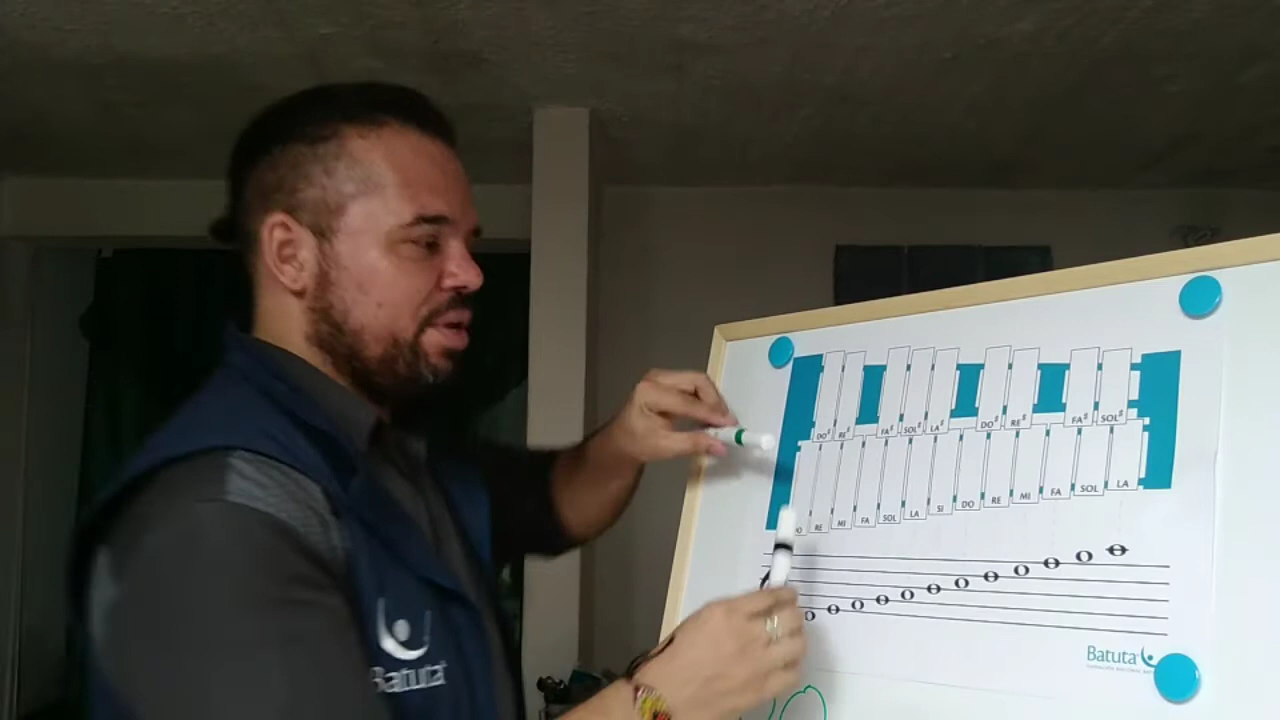 DO# RE# FA# SOL# LA# DO# RE# FA# SOL#
RE MI FA SOL LA SI DO RE MI FA SOL LA
Batuta
Batuta